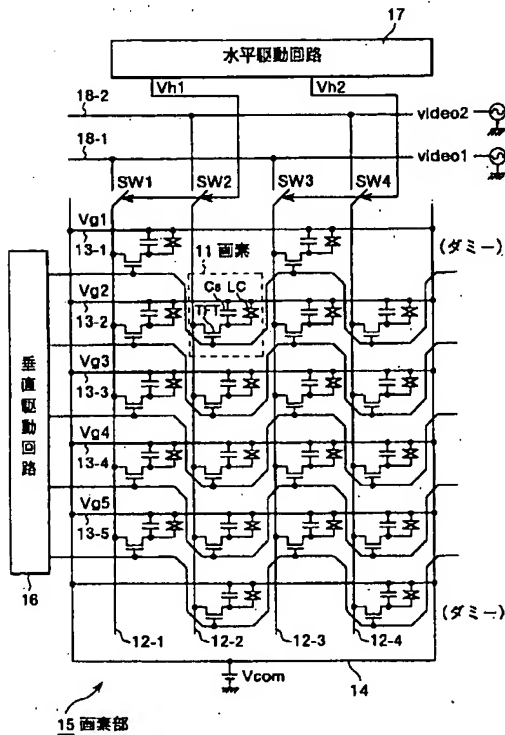 17
水平駆動回路
Vh1
Vh2
18-2
video2
18-1
video1
SW1
SW2
SW3
SW4
Vg1
13-1
11 画素
(ダミー)
Cs LC
TFT
Vg2
13-2
Vg3
13-3
Vg4
13-4
Vg5
13-5
垂直駆動回路
16
(ダミー)
12-1
12-2
12-3
12-4
Vcom
14
15 画素部